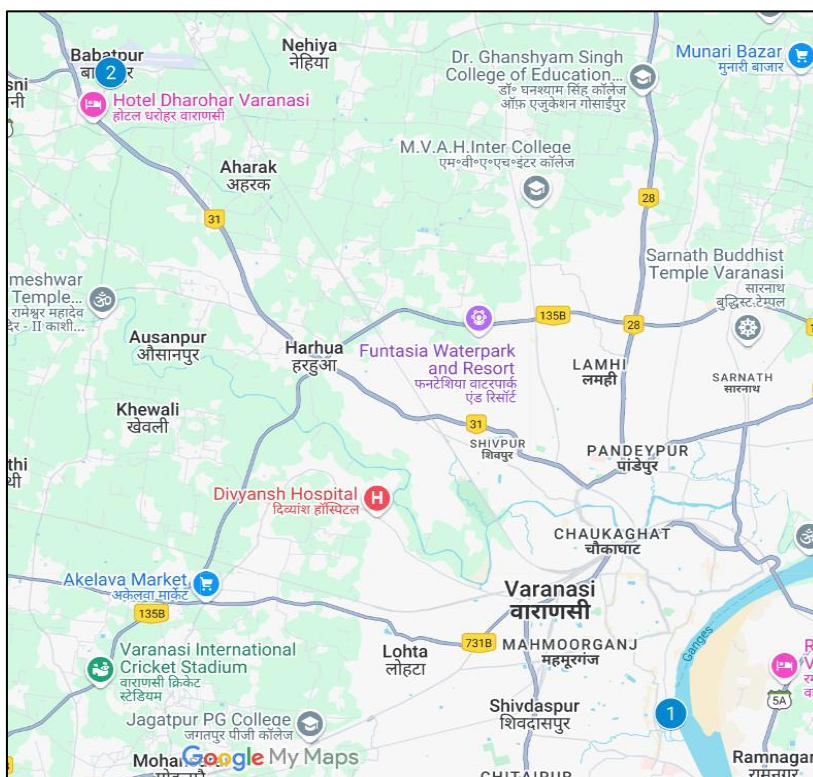 Babatpur
2
Nehiya
नेहिया
Dr. Ghanshyam Singh
College of Education...
डॉ॰ घनश्याम सिंह कॉलेज
ऑफ़ एजुकेशन गोसाईंपुर
Munari Bazar
मुनारी बाजार
Hotel Dharohar Varanasi
होटल धरोहर वाराणसी
M.V.A.H.Inter College
एम॰वी॰ए॰एच॰इंटर कॉलेज
Aharak
अहरक
31
28
Sarnath Buddhist
Temple Varanasi
सारनाथ
बुद्धिस्ट टेम्पल
meshwar
Temple...
रामेश्वर महादेव
देर - II काशी...
135B
28
Ausanpur
औसानपुर
Harhua
हरहुआ
Funtasia Waterpark
and Resort
फनटेशिया वाटरपार्क
एंड रिसॉर्ट
LAMHI
लमही
SARNATH
सारनाथ
Khewali
खेवली
31
SHIVPUR
शिवपुर
PANDEYPUR
पांडेपुर
thi
थी
Divyansh Hospital
दिव्यांश हॉस्पिटल
CHAUKAGHAT
चौकाघाट
Akelava Market
अकेलवा मार्केट
135B
Varanasi
वाराणसी
Varanasi International
Cricket Stadium
वाराणसी क्रिकेट
स्टेडियम
Lohta
लोहटा
731B
MAHMOORGANJ
महमूरगंज
Ganges
Shivdaspur
शिवदासपुर
1
5A
Jagatpur PG College
जगतपुर पीजी कॉलेज
Google My Maps
Ramnagar
रामनगर